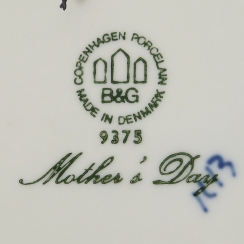 COPENHAGEN PORCELAIN
B&G
MADE IN DENMARK
9375
Mother's Day